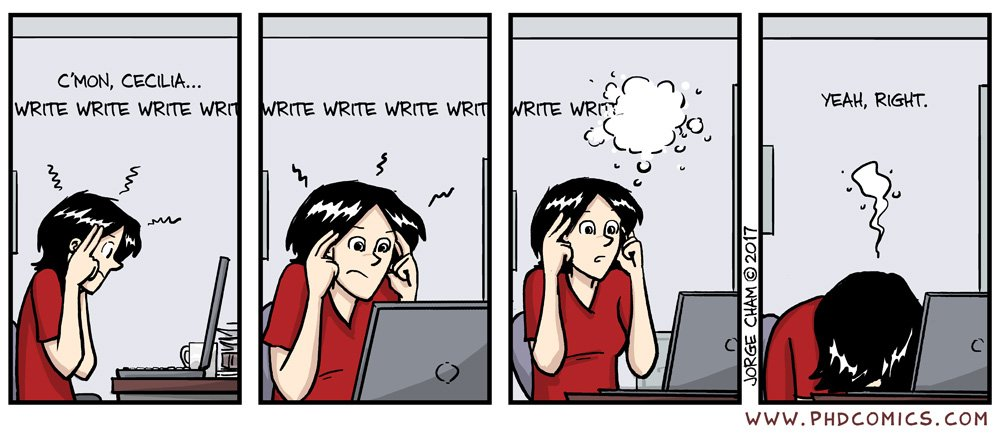 C'MON, CECILIA...
WRITE WRITE WRITE WRIT
WRITE WRITE WRITE WRIT
WRITE WRIT
YEAH, RIGHT.
JORGE CHAM © 2017
WWW.PHDCOMICS.COM